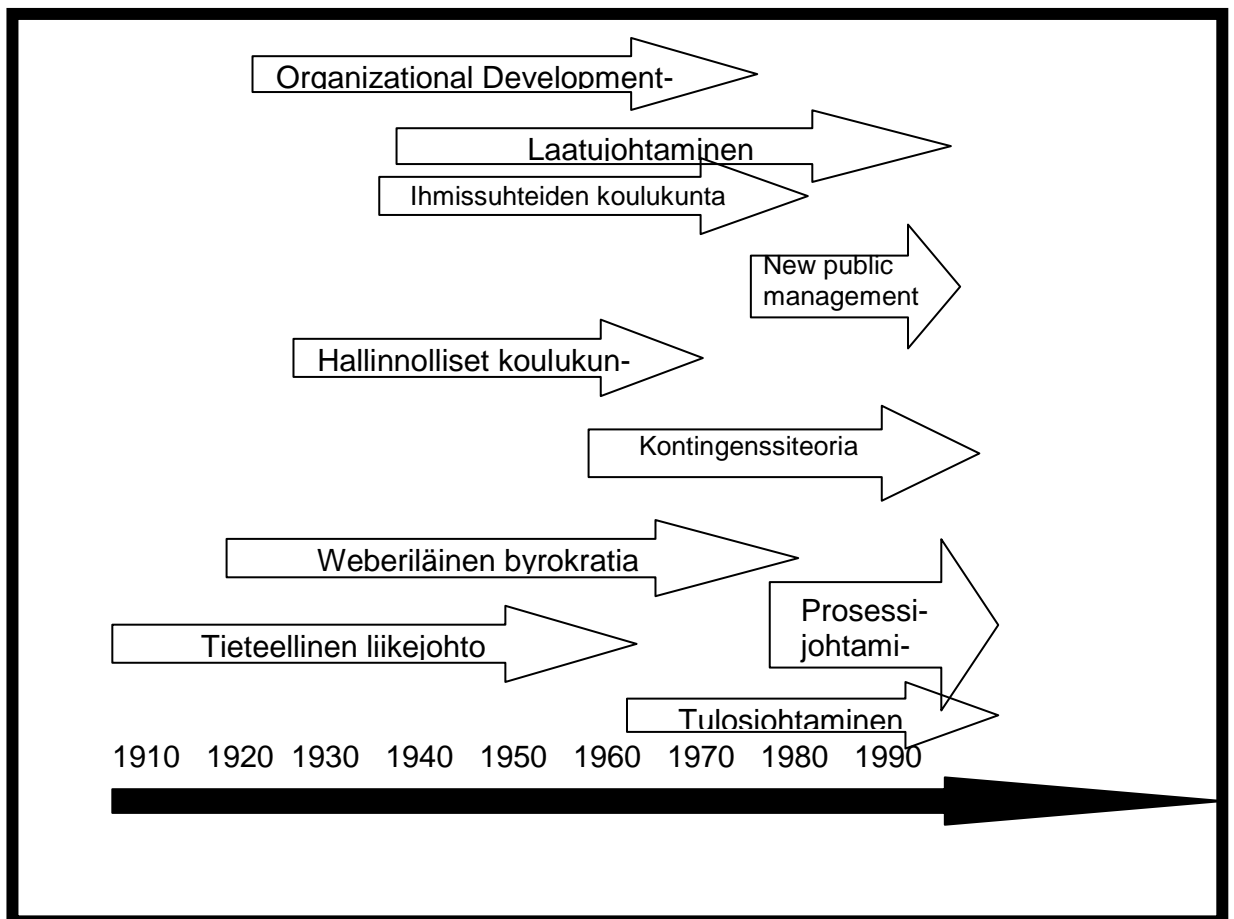 Organizational Development-
Laatujohtaminen
Ihmissuhteiden koulukunta
New public
management
Hallinnolliset koulukun-
Kontingenssiteoria
Weberiläinen byrokratia
Prosessi-
johtami-
Tieteellinen liikejohto
Tulosjohtaminen
1910 1920 1930 1940 1950 1960 1970 1980 1990